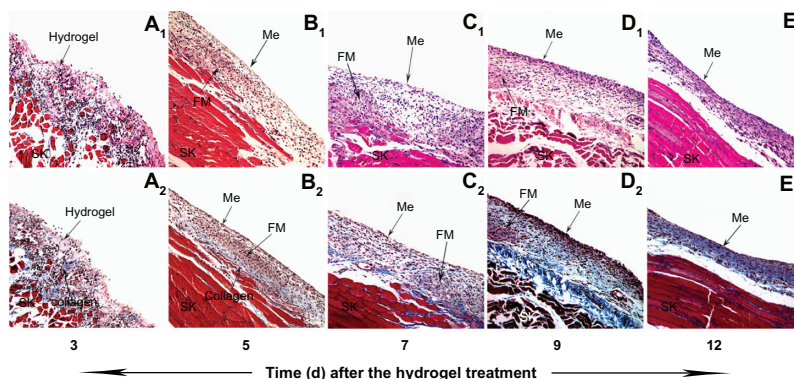 A1
Hydrogel
SK
B1
Me
FM
C1
Me
FM
SK
D1
Me
FM
SK
E
Me
SK
A2
Hydrogel
SK
collagen
B2
Me
FM
Collagen
SK
C2
Me
FM
SK
D2
Me
FM
E
Me
SK
3 5 7 9 12
Time (d) after the hydrogel treatment